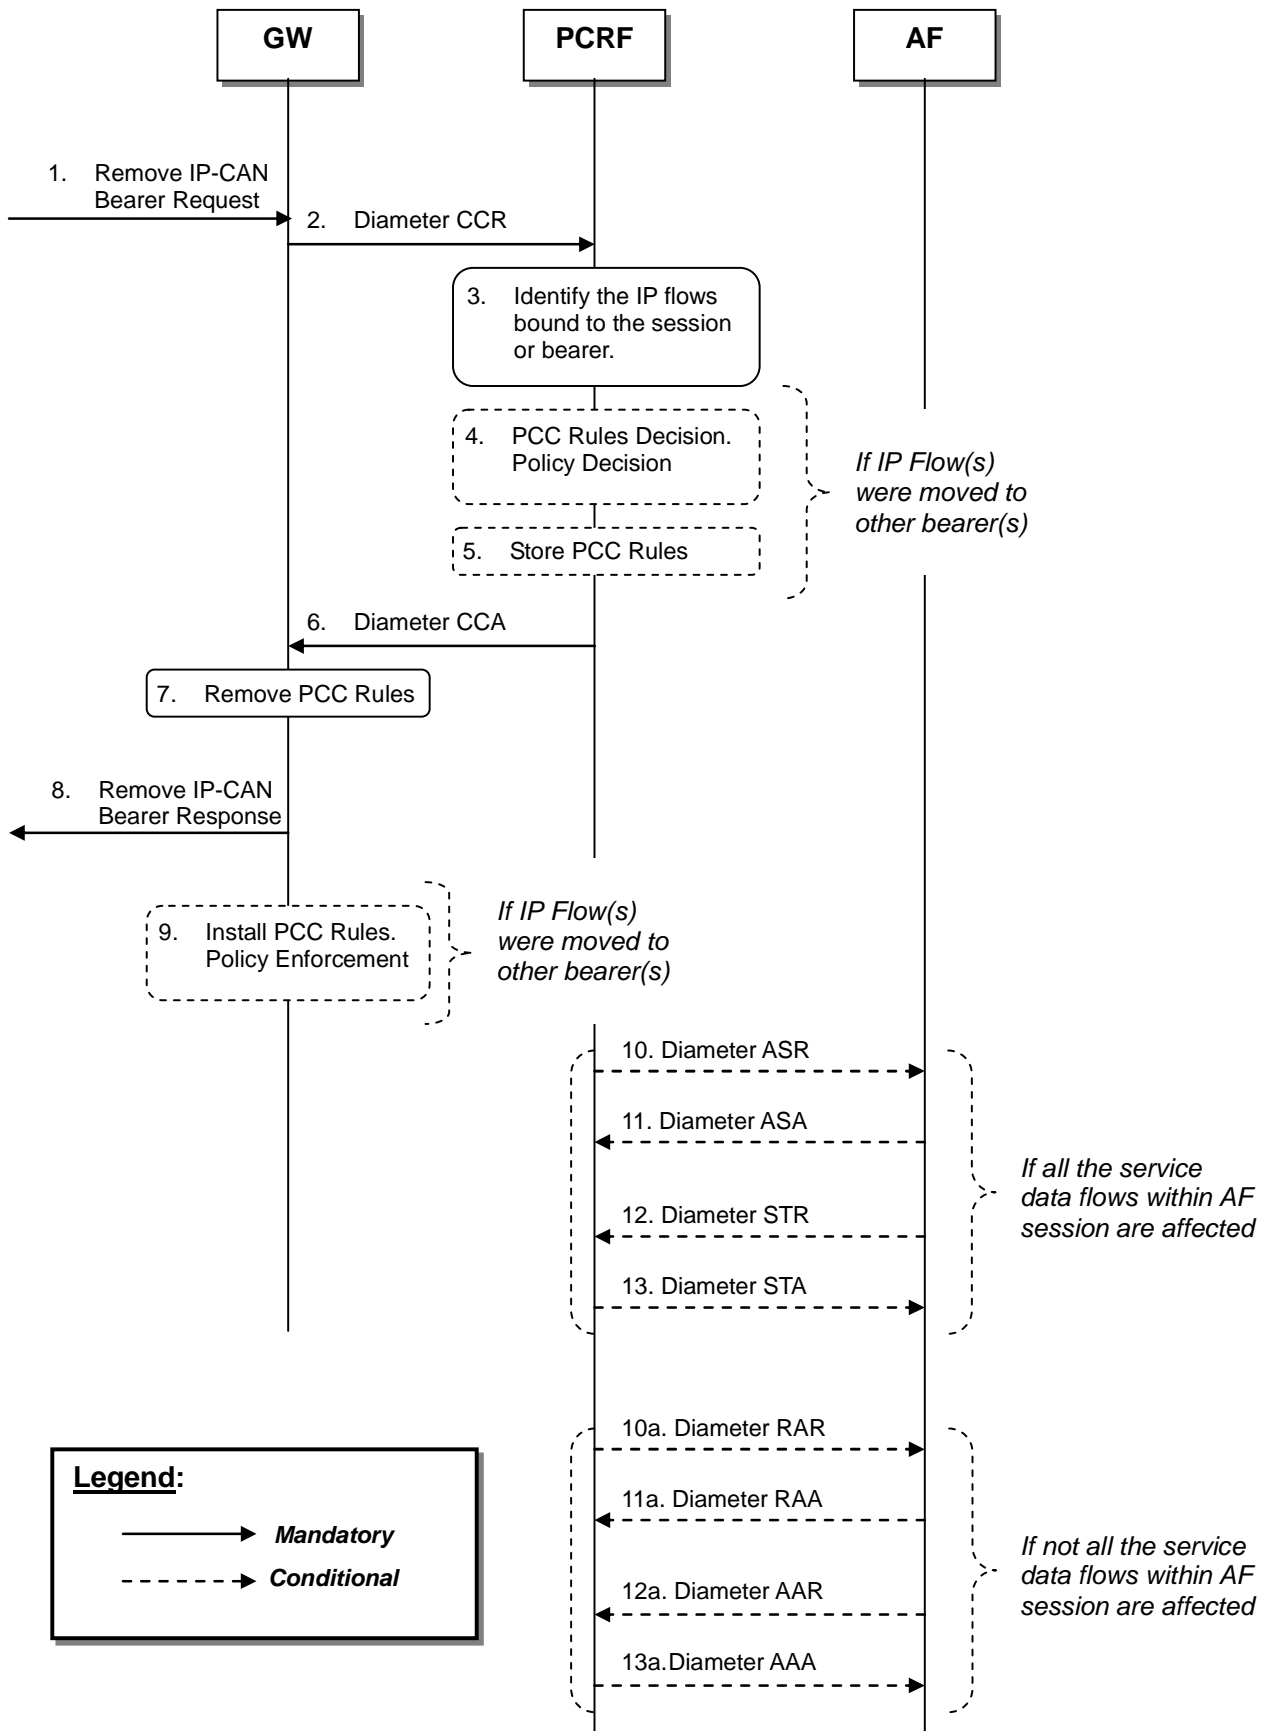 GW
PCRF
AF
1. Remove IP-CAN
Bearer Request
2. Diameter CCR
3. Identify the IP flows
bound to the session
or bearer.
4. PCC Rules Decision.
Policy Decision
If IP Flow(s)
were moved to
other bearer(s)
5. Store PCC Rules
6. Diameter CCA
7. Remove PCC Rules
8. Remove IP-CAN
Bearer Response
9. Install PCC Rules.
Policy Enforcement
If IP Flow(s)
were moved to
other bearer(s)
10. Diameter ASR
11. Diameter ASA
12. Diameter STR
13. Diameter STA
If all the service
data flows within AF
session are affected
10a. Diameter RAR
11a. Diameter RAA
12a. Diameter AAR
13a.Diameter AAA
If not all the service
data flows within AF
session are affected
Legend:
Mandatory
Conditional